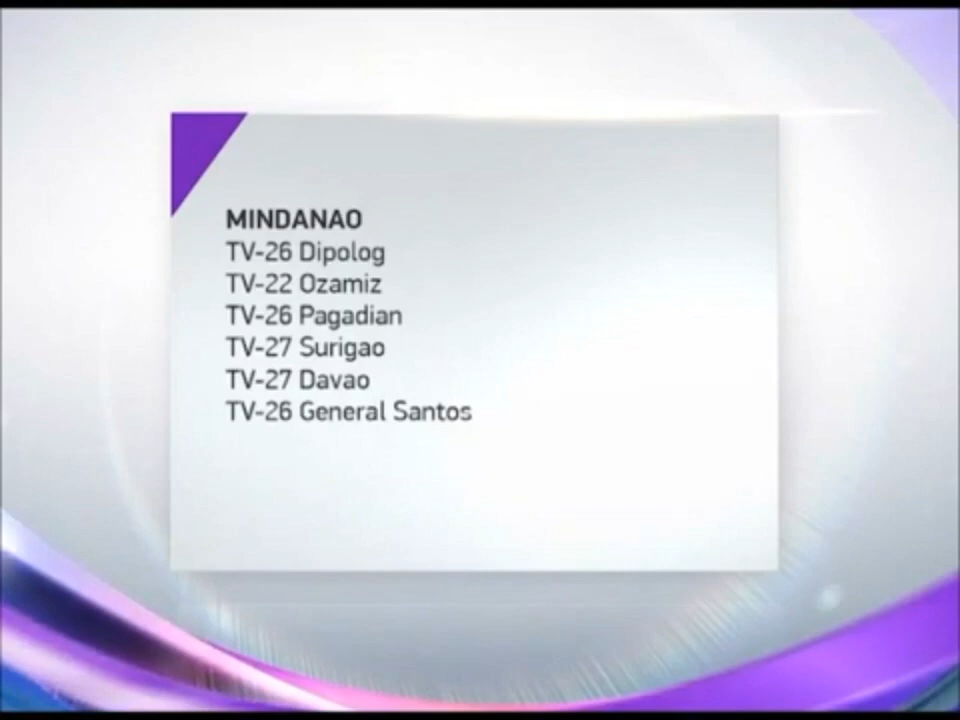 MINDANAO
TV-26 Dipolog
TV-22 Ozamiz
TV-26 Pagadian
TV-27 Surigao
TV-27 Davao
TV-26 General Santos